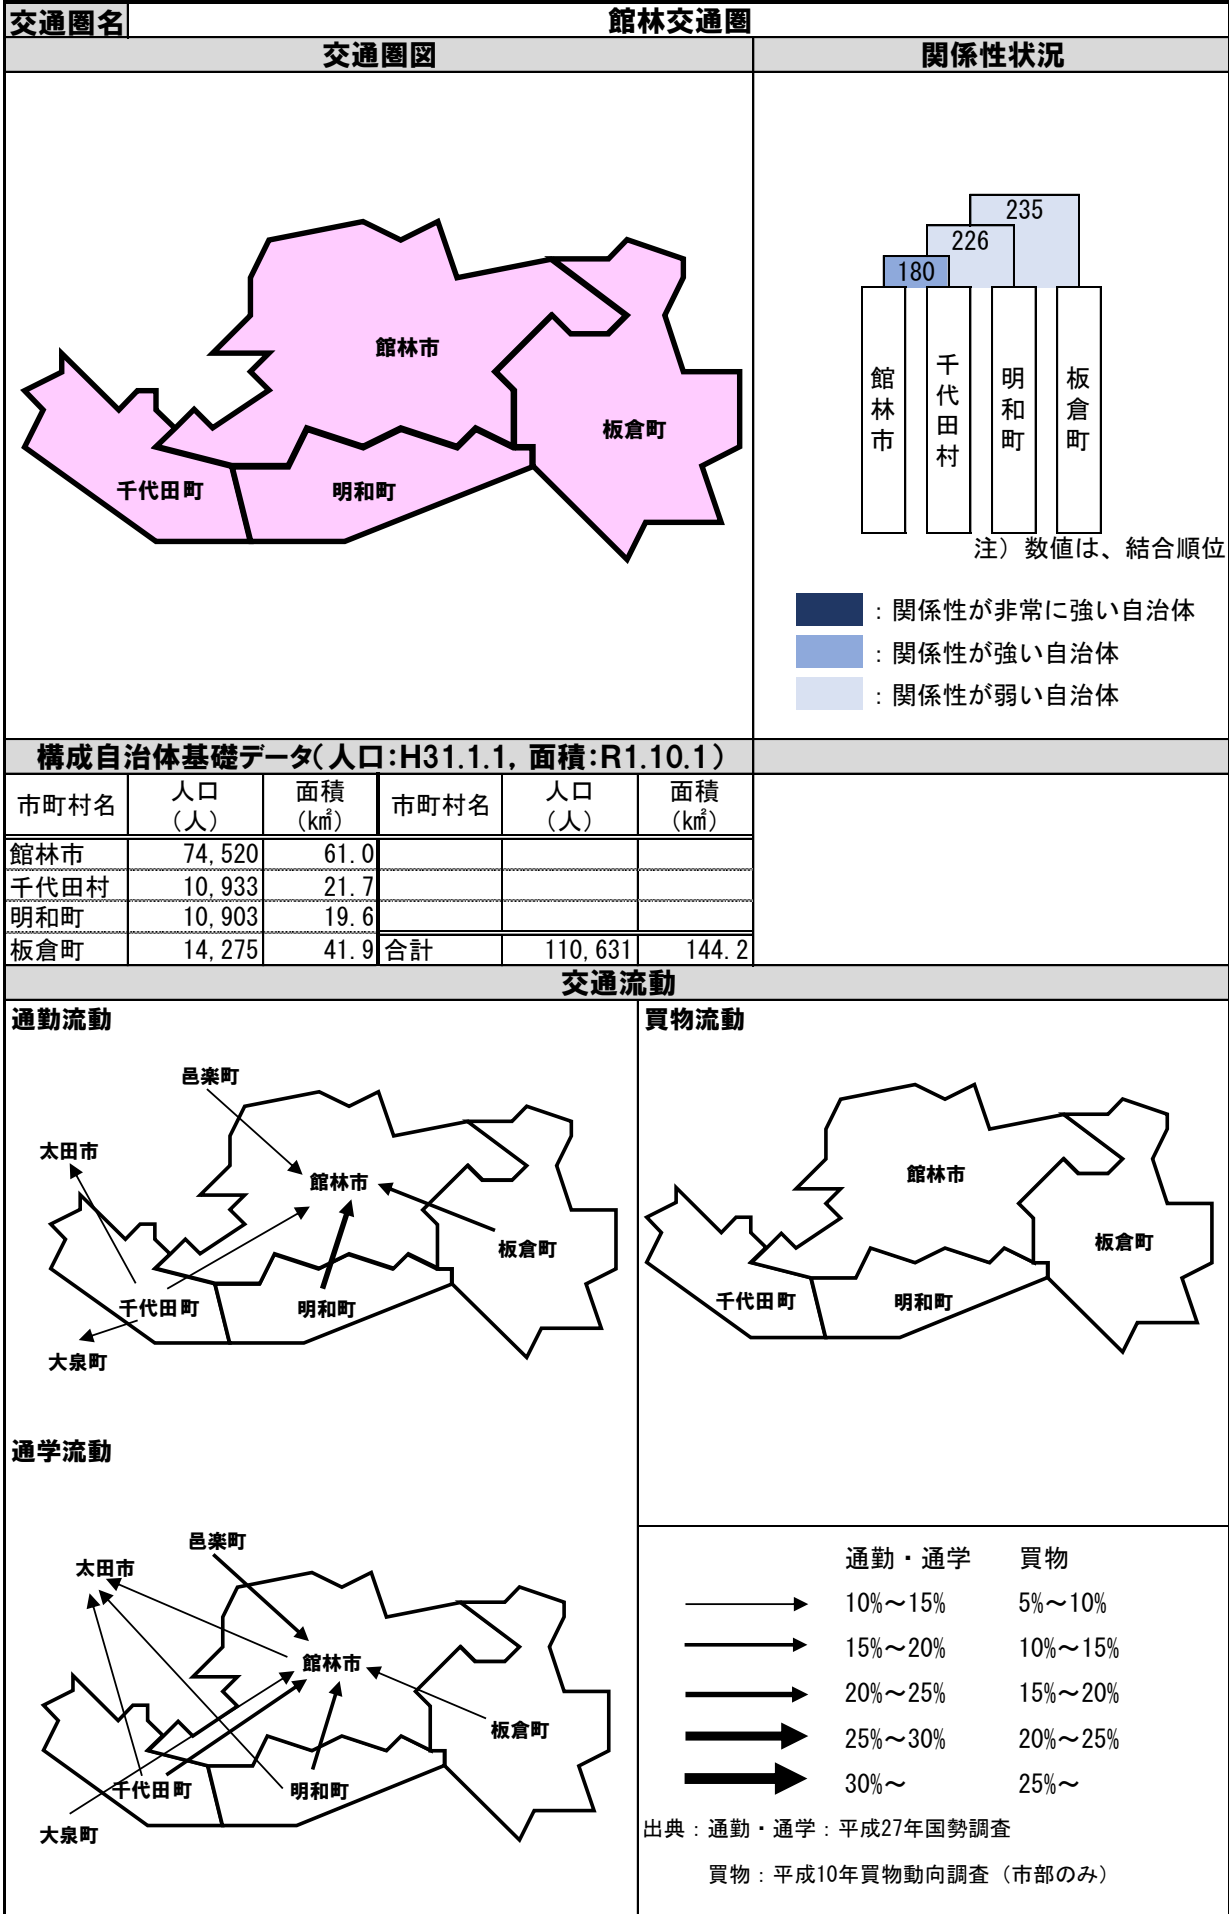 交通圏名 館林交通圏
交通圏図 関係性状況
館林市
板倉町
千代田町
明和町
235
226
180
館林市
千代田村
明和町
板倉町
注）数値は、結合順位
：関係性が非常に強い自治体
：関係性が強い自治体
：関係性が弱い自治体
構成自治体基礎データ(人口:H31.1.1, 面積:R1.10.1)
市町村名 人口（人） 面積（㎢） 市町村名 人口（人） 面積（㎢）
館林市 74,520 61.0
千代田村 10,933 21.7
明和町 10,903 19.6
板倉町 14,275 41.9 合計 110,631 144.2
交通流動
通勤流動
邑楽町
太田市
館林市
板倉町
千代田町
明和町
大泉町
買物流動
館林市
板倉町
千代田町
明和町
通学流動
邑楽町
太田市
館林市
板倉町
千代田町
明和町
大泉町
通勤・通学 買物
10%～15% 5%～10%
15%～20% 10%～15%
20%～25% 15%～20%
25%～30% 20%～25%
30%～ 25%～
出典：通勤・通学：平成27年国勢調査
買物：平成10年買物動向調査（市部のみ）